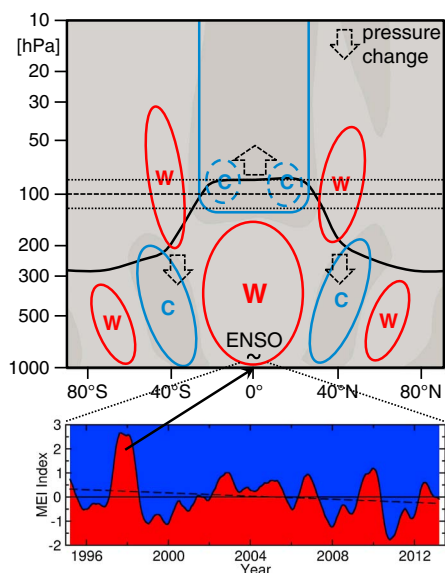 10
[hPa]
20
30
50
100
200
300
500
1000
pressure
change
C
C
W
W
W
C
C
W
W
ENSO
~
80°S
40°S
0°
40°N
80°N
MEI Index
3
2
1
0
-1
-2
1996
2000
2004
2008
2012
Year